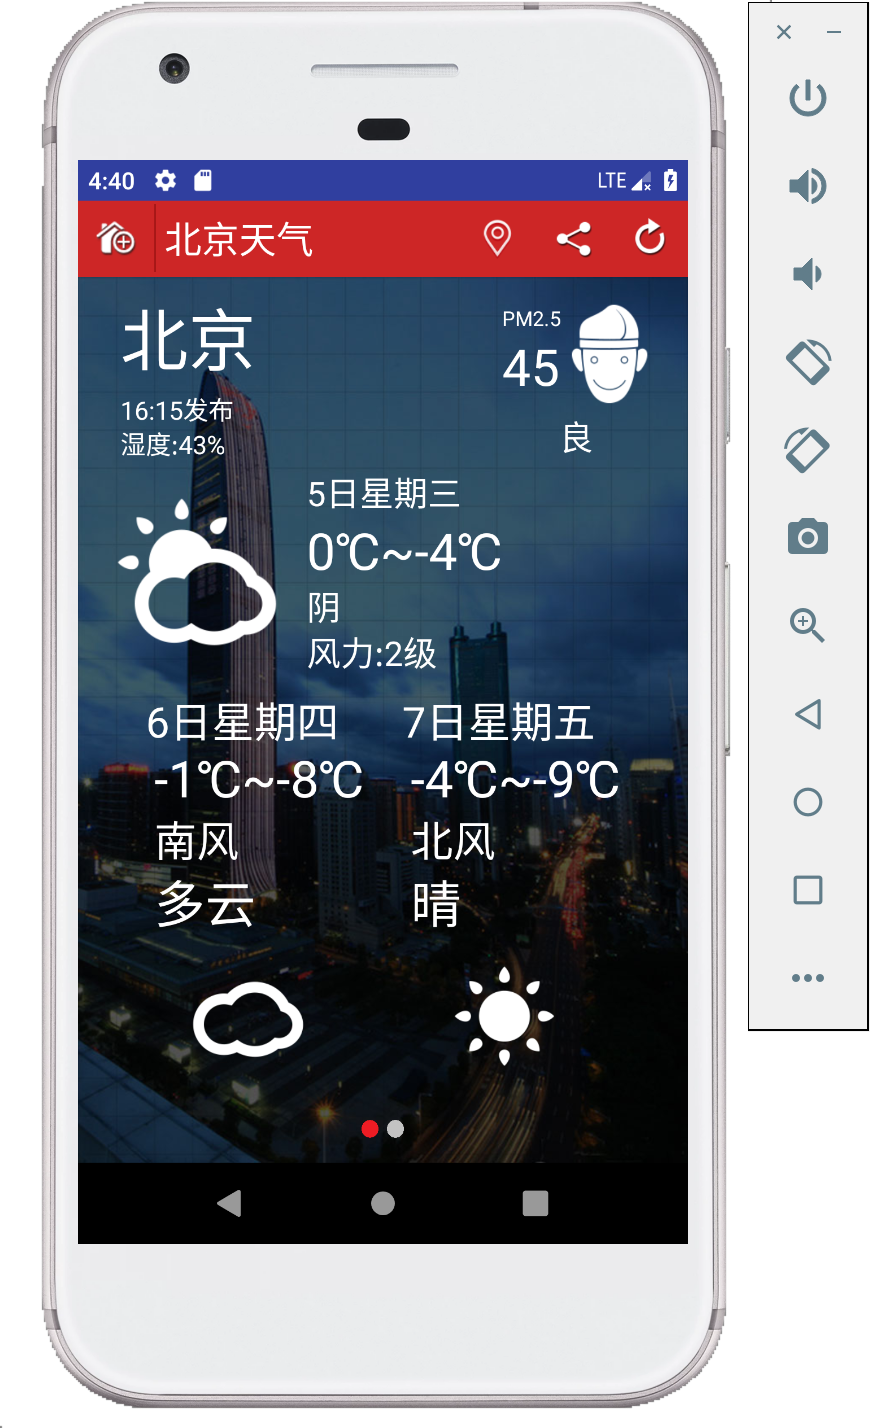 4:40 LTE
北京天气
北京
PM2.5
45
良
16:15发布
湿度:43%
5日星期三
0℃~-4℃
阴
风力:2级
6日星期四 7日星期五
-1℃~-8℃ -4℃~-9℃
南风 北风
多云 晴